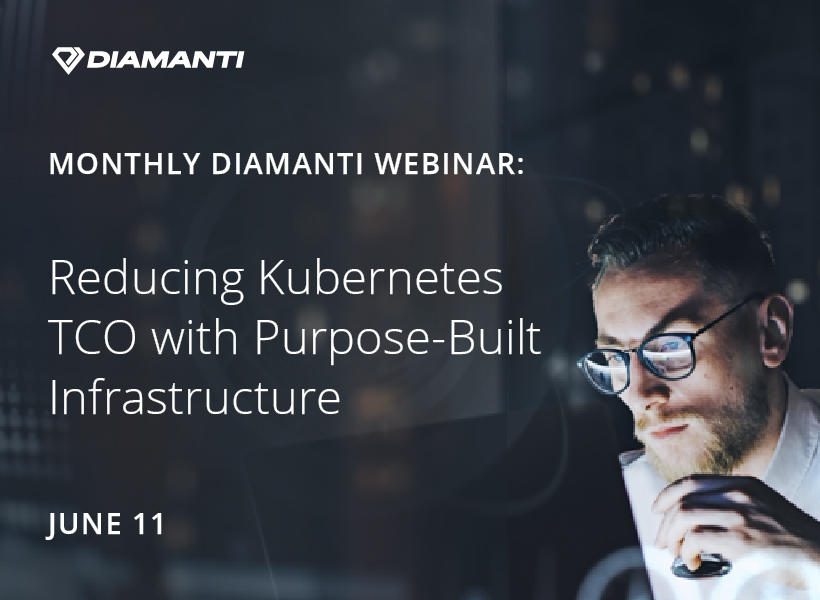 DIAMANTI
MONTHLY DIAMANTI WEBINAR:
Reducing Kubernetes
TCO with Purpose-Built
Infrastructure
JUNE 11